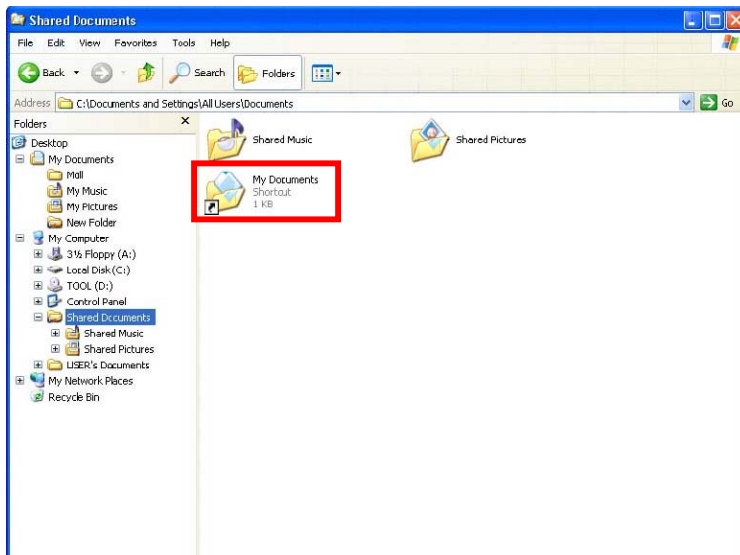 Shared Documents
File Edit View Favorites Tools Help
Back Search Folders
Address C:\Documents and Settings\All Users\Documents Go
Folders
Desktop
My Documents
Mail
My Music
My Pictures
New Folder
My Computer
3½ Floppy (A:)
Local Disk (C:)
TOOL (D:)
Control Panel
Shared Documents
Shared Music
Shared Pictures
USER's Documents
My Network Places
Recycle Bin
Shared Music
Shared Pictures
My Documents
Shortcut
1 KB